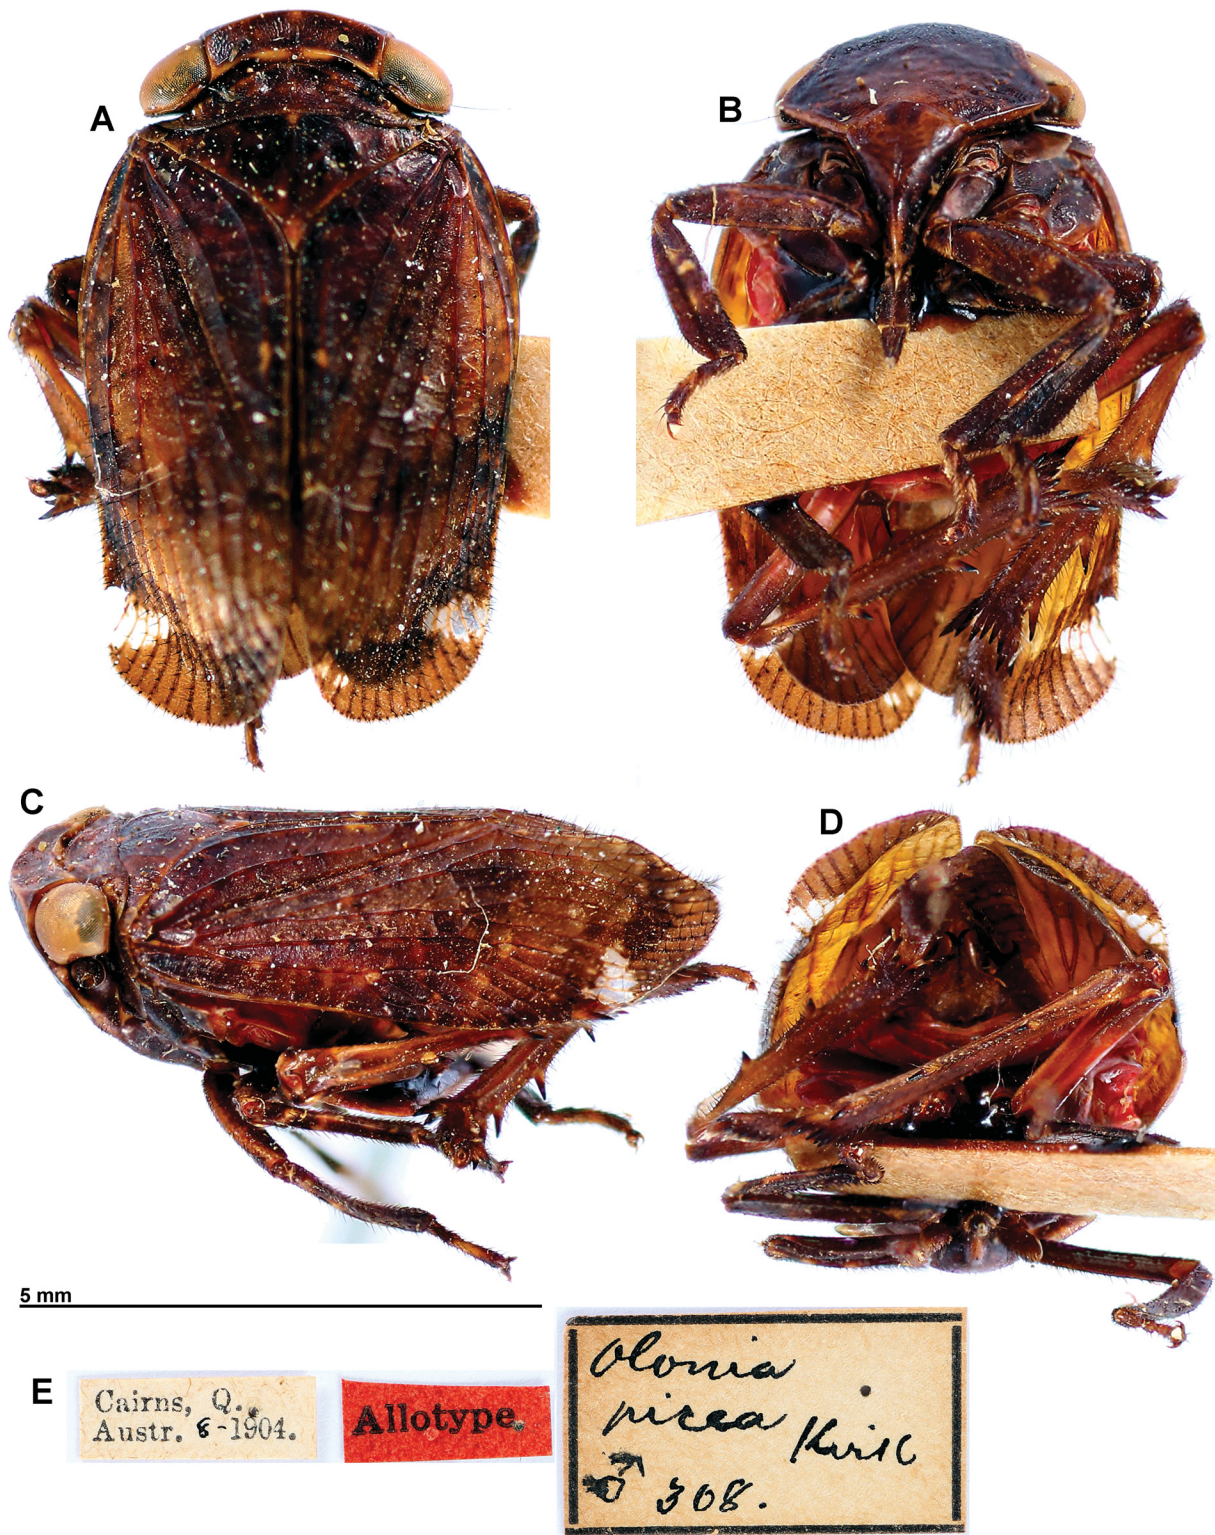 A
B
C
D
5 mm
E
Cairns, Q.,
Austr. 8-1904.
Allotype.
Olonia
picea
Kirk
♂ 308.